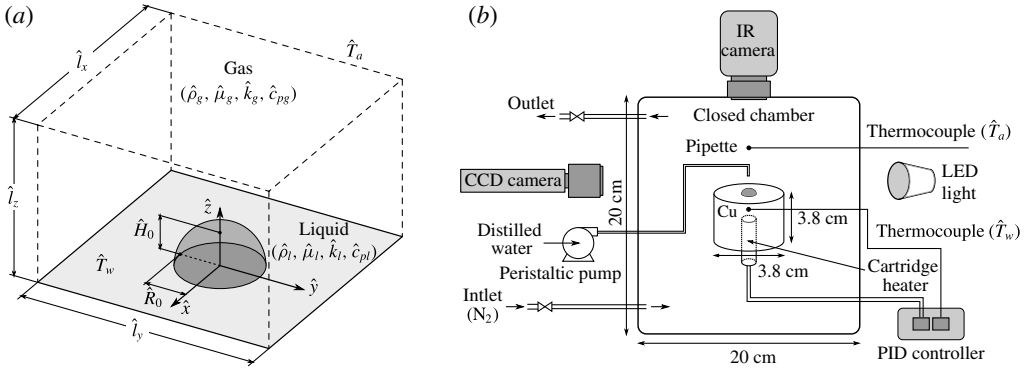 (a)
T̂a
l̂x
Gas
(ρ̂g, μ̂g, k̂g, ĉpg)
l̂z
ẑ
Ĥ0
Liquid
(ρ̂l, μ̂l, k̂l, ĉpl)
T̂w
R̂0
x̂
ŷ
l̂y
(b)
IR
camera
Outlet
Closed chamber
Thermocouple (T̂a)
Pipette
CCD camera
LED
light
20 cm
Cu
3.8 cm
Distilled
water
Thermocouple (T̂w)
Peristaltic pump
3.8 cm
Cartridge
heater
Intlet
(N2)
PID controller
20 cm